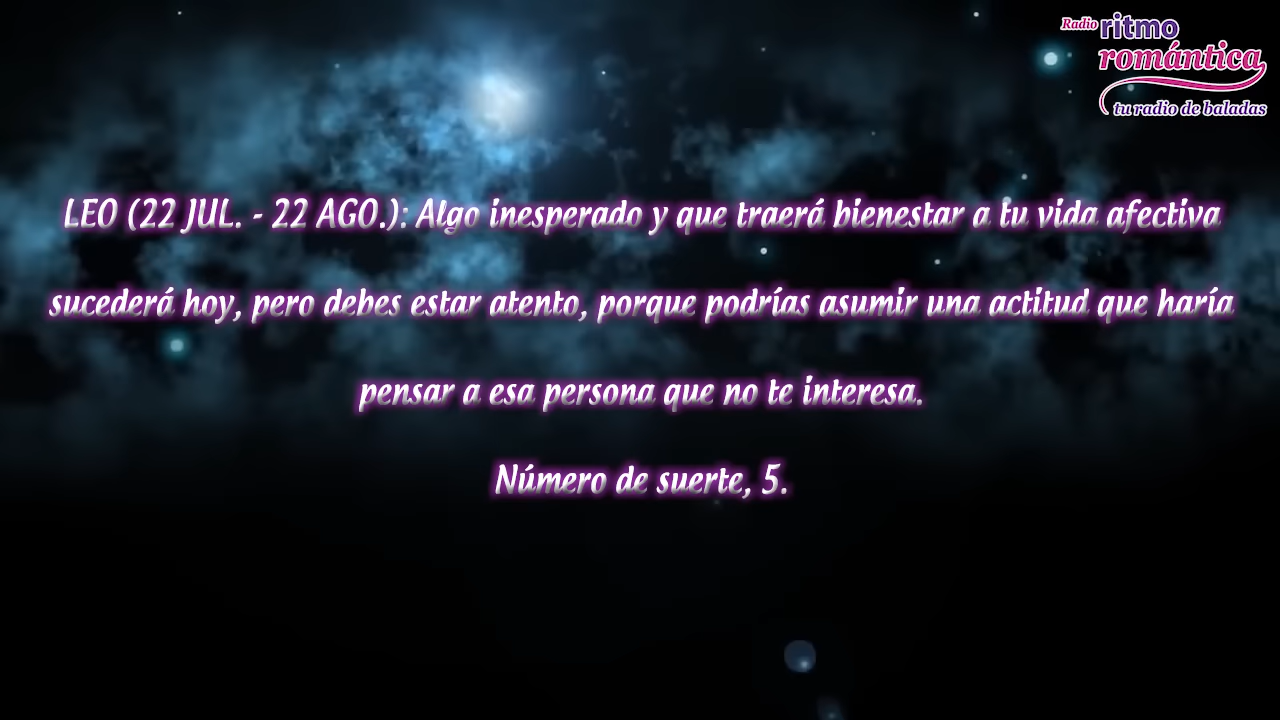 Radio ritmo
romántica
tu radio de baladas
LEO (22 JUL. - 22 AGO.): Algo inesperado y que traerá bienestar a tu vida afectiva
sucederá hoy, pero debes estar atento, porque podrías asumir una actitud que haría
pensar a esa persona que no te interesa.
Número de suerte, 5.